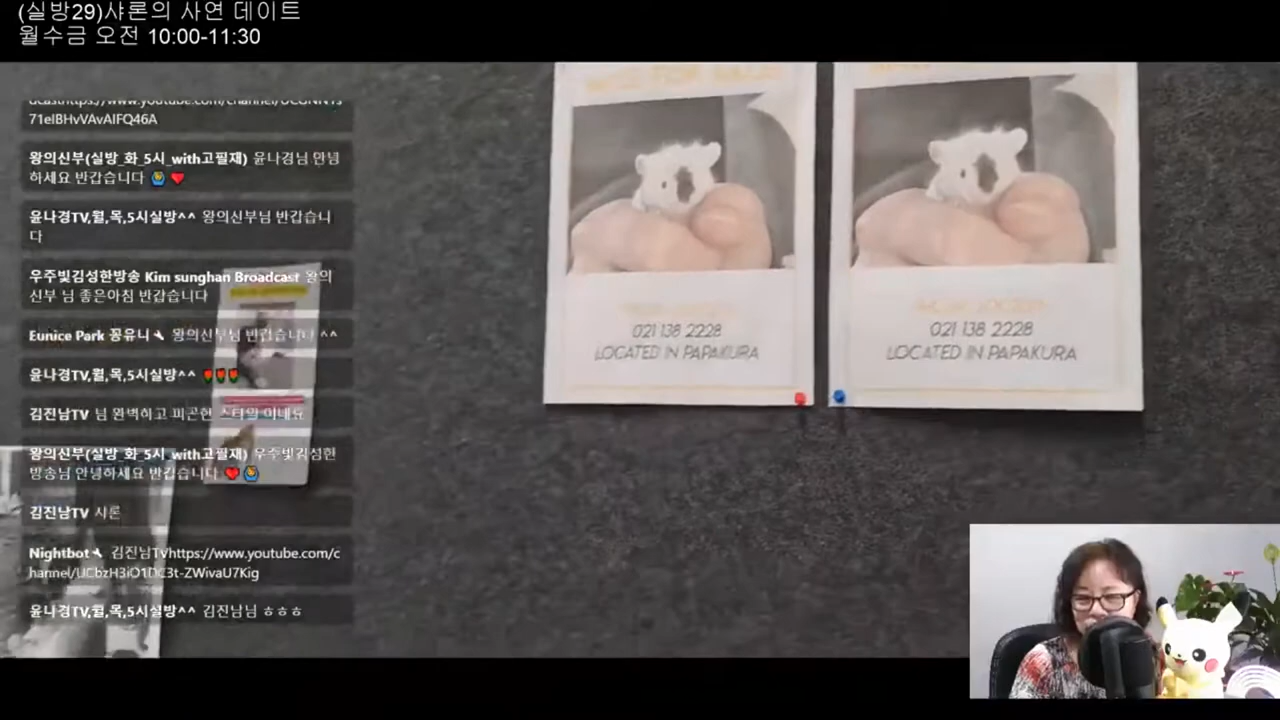 (실방29)샤론의 사연 데이트
월수금 오전 10:00-11:30
71eIBHvVAvAIFQ46A
왕의신부(실방_화_5시_with고필재) 윤나경님 안녕
하세요 반갑습니다
윤나경TV,월,목,5시실방^^ 왕의신부님 반갑습니
다
우주빛김성한방송 Kim sunghan Broadcast 왕의
신부 님 좋은아침 반갑습니다
Eunice Park 꽁유니 왕의신부님 반갑습니다 ^^
윤나경TV,월,목,5시실방^^
김진남TV 님 완벽하고 피곤한 스타일 이네요
왕의신부(실방_화_5시_with고필재) 우주빛김성한
방송님 안녕하세요 반갑습니다
김진남TV 시론
Nightbot 김진남TVhttps://www.youtube.com/c
hannel/UCbzH3iO1DC3t-ZWivaU7Kig
윤나경TV,월,목,5시실방^^ 김진남님 ㅎㅎㅎ
021 138 2228
LOCATED IN PAPAKURA
021 138 2228
LOCATED IN PAPAKURA